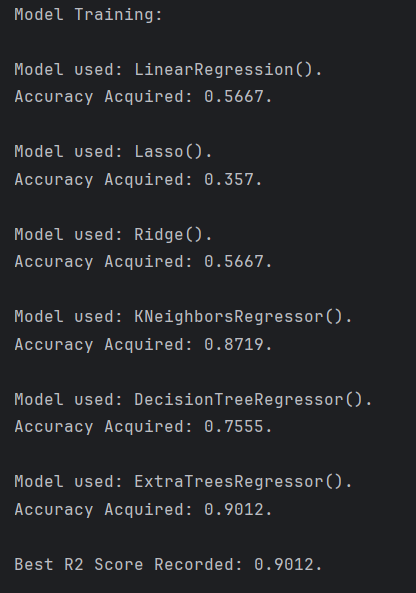 Model Training:
Model used: LinearRegression().
Accuracy Acquired: 0.5667.
Model used: Lasso().
Accuracy Acquired: 0.357.
Model used: Ridge().
Accuracy Acquired: 0.5667.
Model used: KNeighborsRegressor().
Accuracy Acquired: 0.8719.
Model used: DecisionTreeRegressor().
Accuracy Acquired: 0.7555.
Model used: ExtraTreesRegressor().
Accuracy Acquired: 0.9012.
Best R2 Score Recorded: 0.9012.